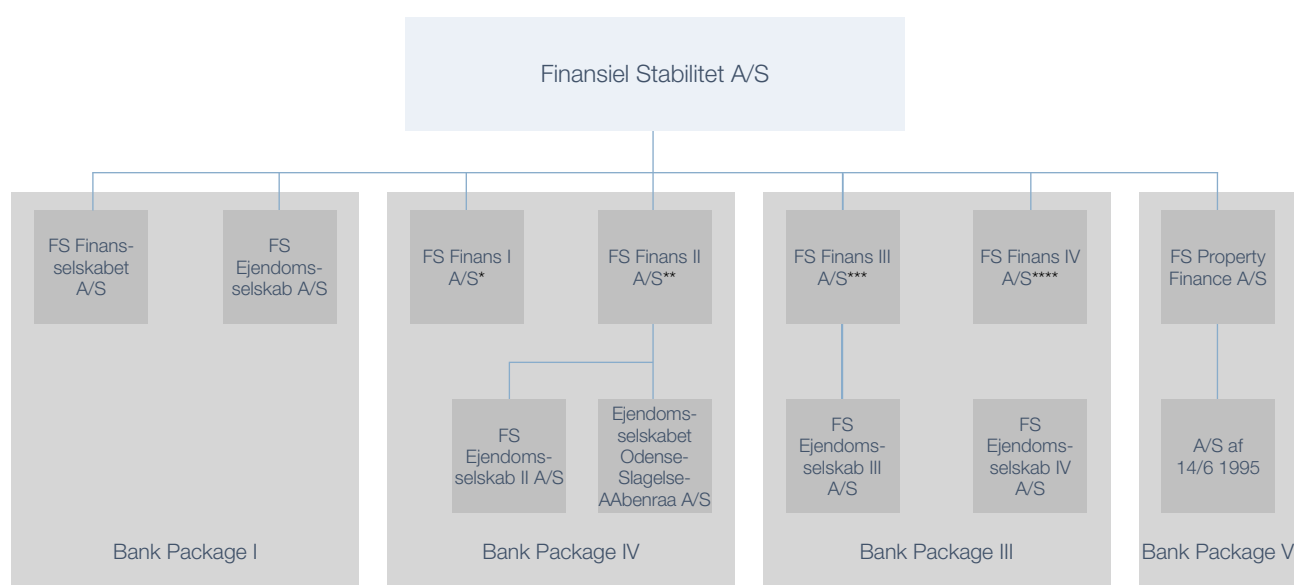 Finansiel Stabilitet A/S
FS Finans-
selskabet
A/S
FS
Ejendoms-
selskab A/S
FS Finans I
A/S*
FS Finans II
A/S**
FS Finans III
A/S***
FS Finans IV
A/S****
FS Property
Finance A/S
FS
Ejendoms-
selskab II A/S
Ejendoms-
selskabet
Odense-
Slagelse-
AAbenraa A/S
FS
Ejendoms-
selskab III
A/S
FS
Ejendoms-
selskab IV
A/S
A/S af
14/6 1995
Bank Package I
Bank Package IV
Bank Package III
Bank Package V